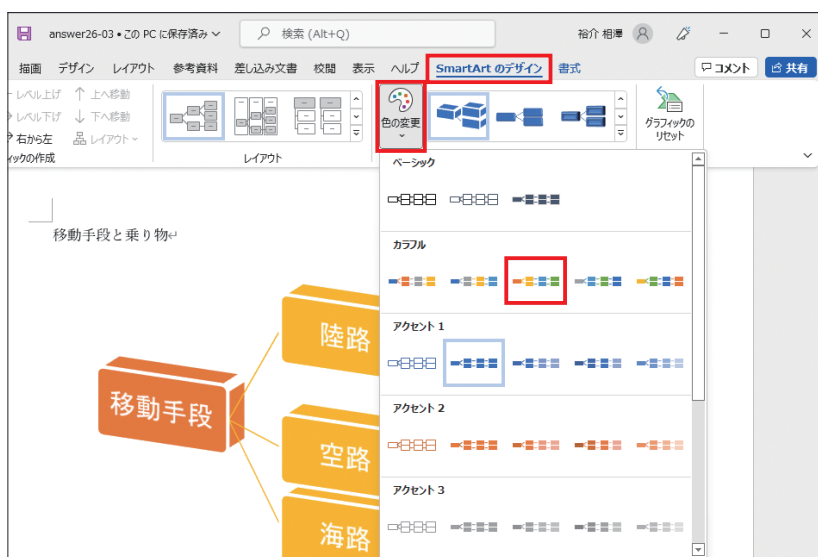 answer26-03 • この PC に保存済み
検索 (Alt+Q)
裕介 相澤
描画 デザイン レイアウト 参考資料 差し込み文書 校閲 表示 ヘルプ SmartArt のデザイン 書式 コメント 共有
レベル上げ ↑ 上へ移動
レベル下げ ↓ 下へ移動
右から左 品 レイアウト
ィックの作成
レイアウト
色の変更
グラフィックの
リセット
ベーシック
カラフル
アクセント 1
アクセント 2
アクセント 3
移動手段と乗り物↵
移動手段
陸路
空路
海路